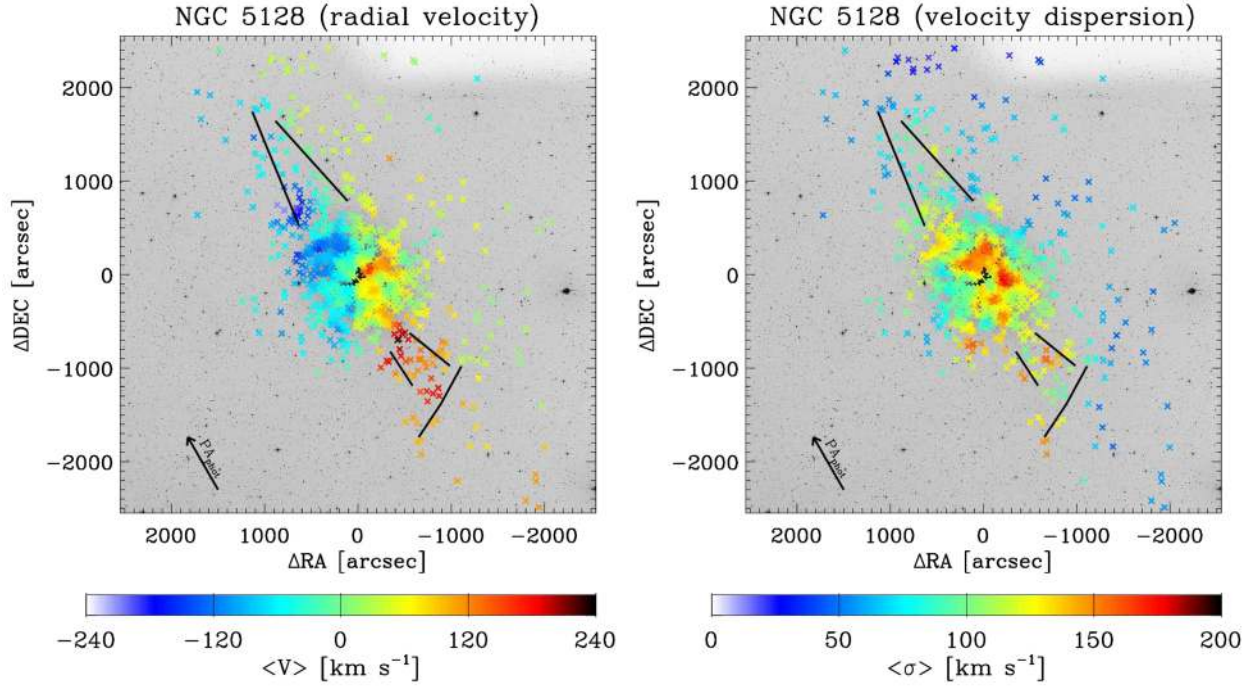 NGC 5128 (radial velocity)
NGC 5128 (velocity dispersion)
ΔDEC [arcsec]
2000
1000
0
−1000
−2000
PAphot
2000 1000 0 −1000 −2000
ΔRA [arcsec]
−240 −120 0 120 240
<V> [km s⁻¹]
ΔDEC [arcsec]
2000
1000
0
−1000
−2000
PAphot
2000 1000 0 −1000 −2000
ΔRA [arcsec]
0 50 100 150 200
<σ> [km s⁻¹]